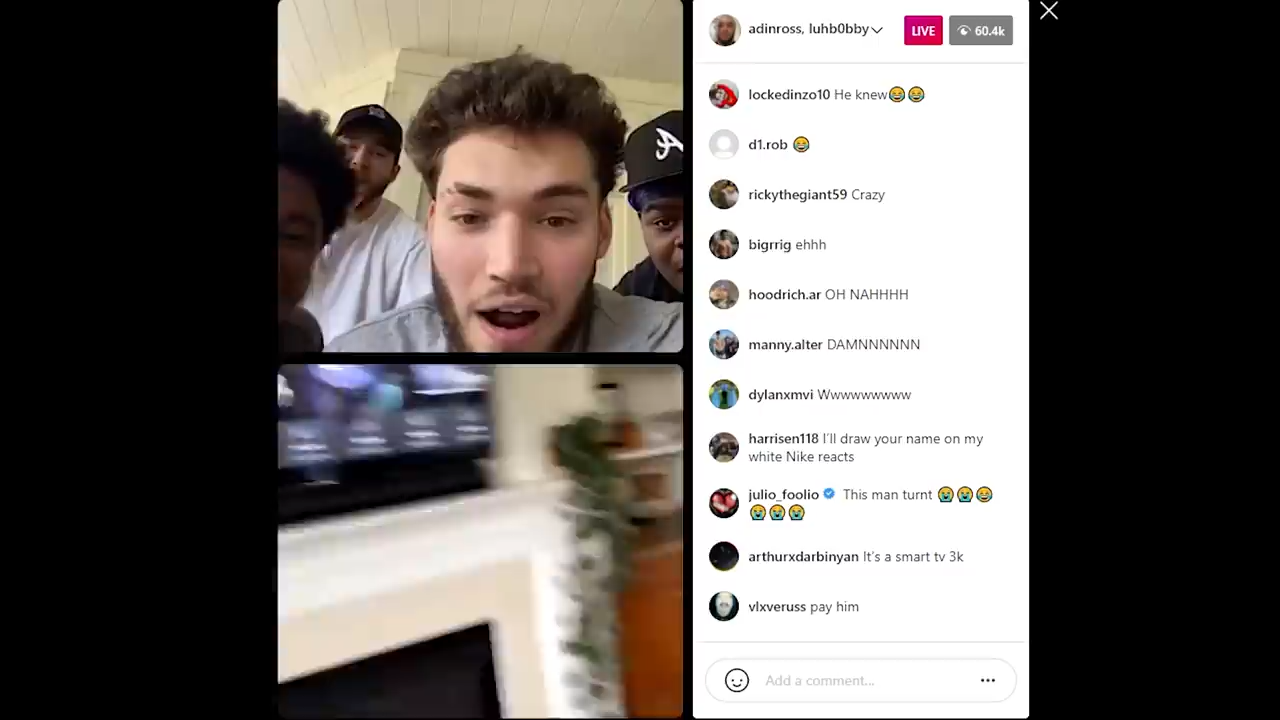 adinross, luhb0bby
LIVE
60.4k
lockedinzo10 He knew😂😂
d1.rob 😂
rickythegiant59 Crazy
bigrrig ehhh
hoodrich.ar OH NAHHHH
manny.alter DAMNNNNNN
dylanxmvi Wwwwwwwww
harrisen118 I'll draw your name on my
white Nike reacts
julio_foolio This man turnt 😭😭😂
😭😭😭
arthurxdarbinyan It's a smart tv 3k
vlxveruss pay him
Add a comment...